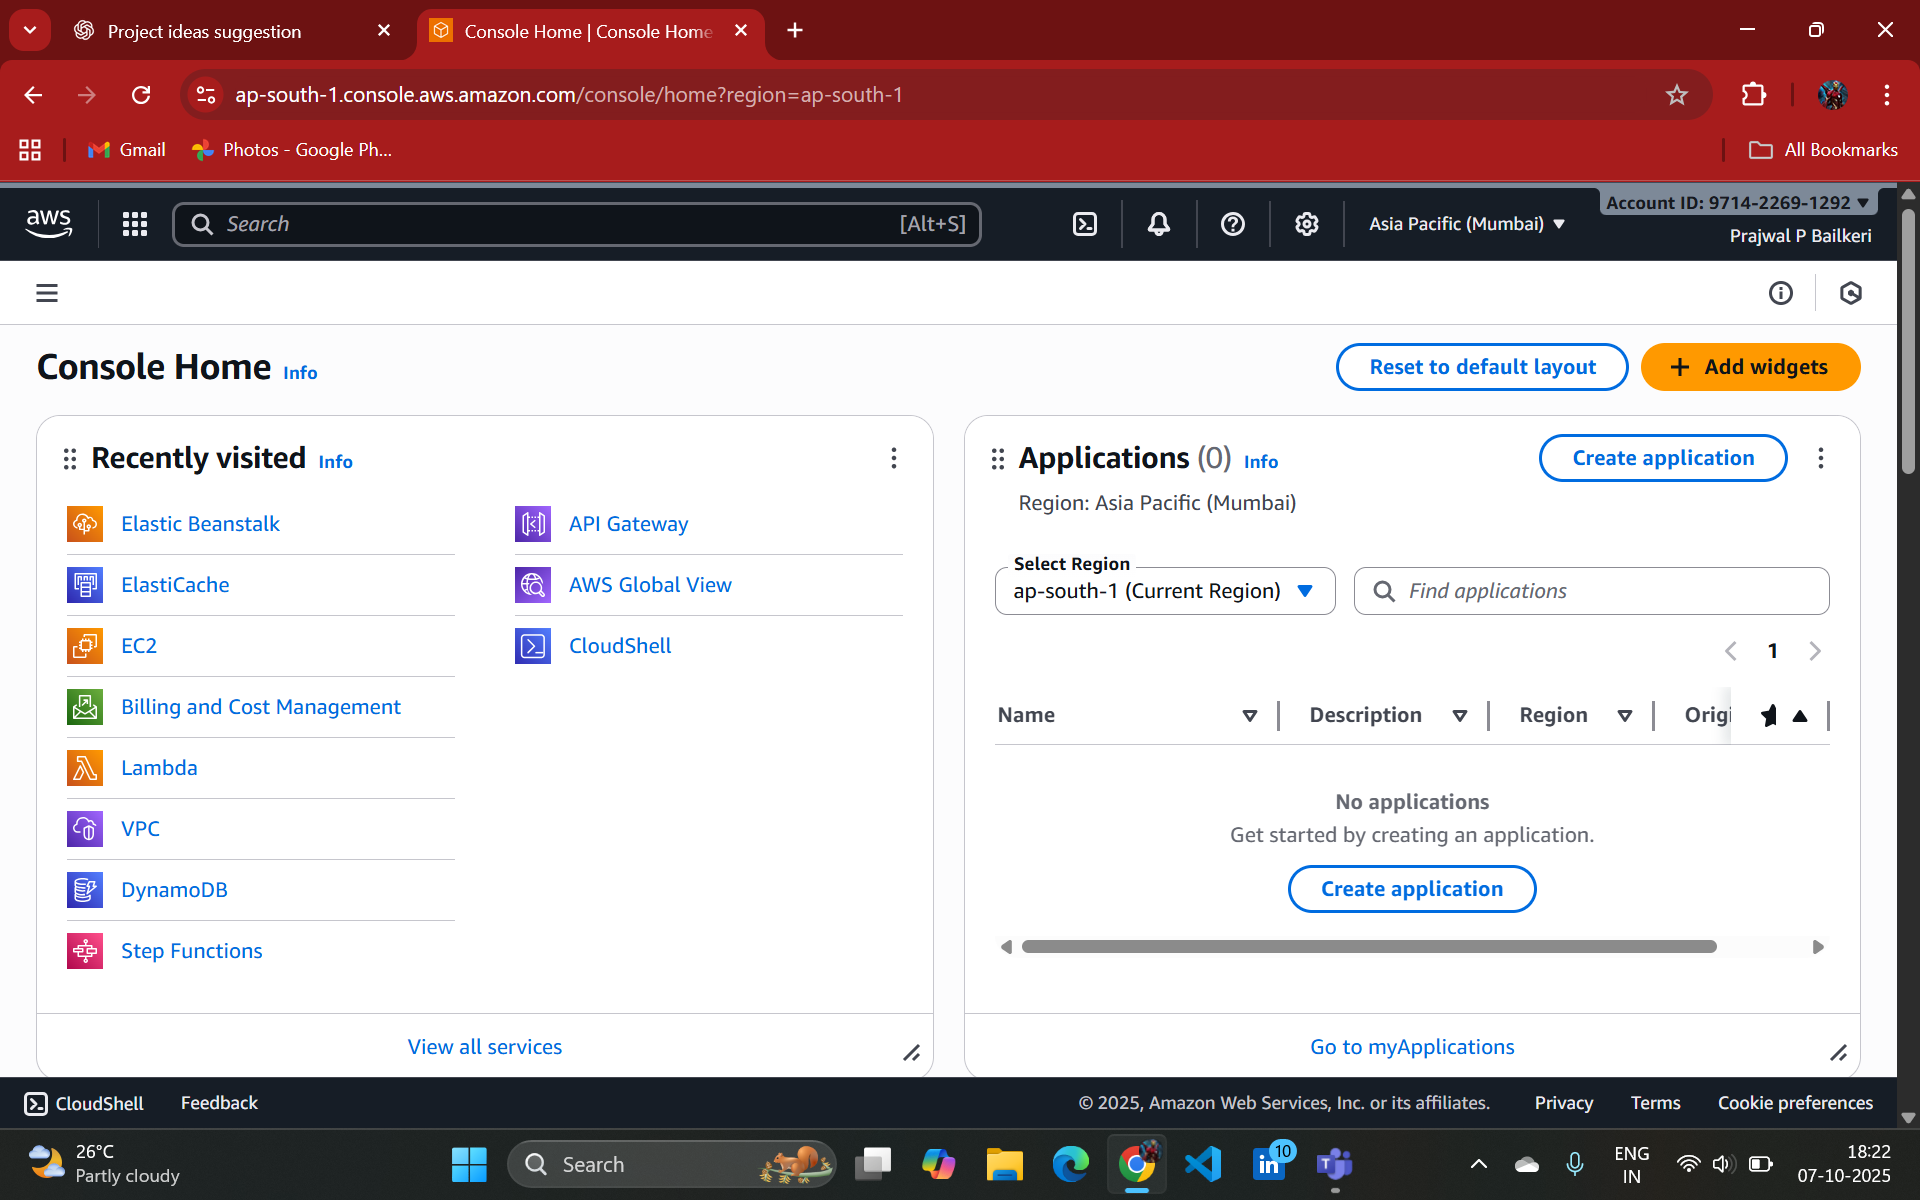 Project ideas suggestion
Console Home | Console Home
ap-south-1.console.aws.amazon.com/console/home?region=ap-south-1
Gmail
Photos - Google Ph...
All Bookmarks
aws
Search
[Alt+S]
Asia Pacific (Mumbai)
Account ID: 9714-2269-1292
Prajwal P Bailkeri
Console Home Info
Reset to default layout
Add widgets
Recently visited Info
Elastic Beanstalk
ElastiCache
EC2
Billing and Cost Management
Lambda
VPC
DynamoDB
Step Functions
API Gateway
AWS Global View
CloudShell
View all services
Applications (0) Info
Create application
Region: Asia Pacific (Mumbai)
Select Region
ap-south-1 (Current Region)
Find applications
1
Name Description Region Origi
No applications
Get started by creating an application.
Create application
Go to myApplications
CloudShell Feedback
© 2025, Amazon Web Services, Inc. or its affiliates. Privacy Terms Cookie preferences
26°C
Partly cloudy
Search
10
ENG
IN
18:22
07-10-2025